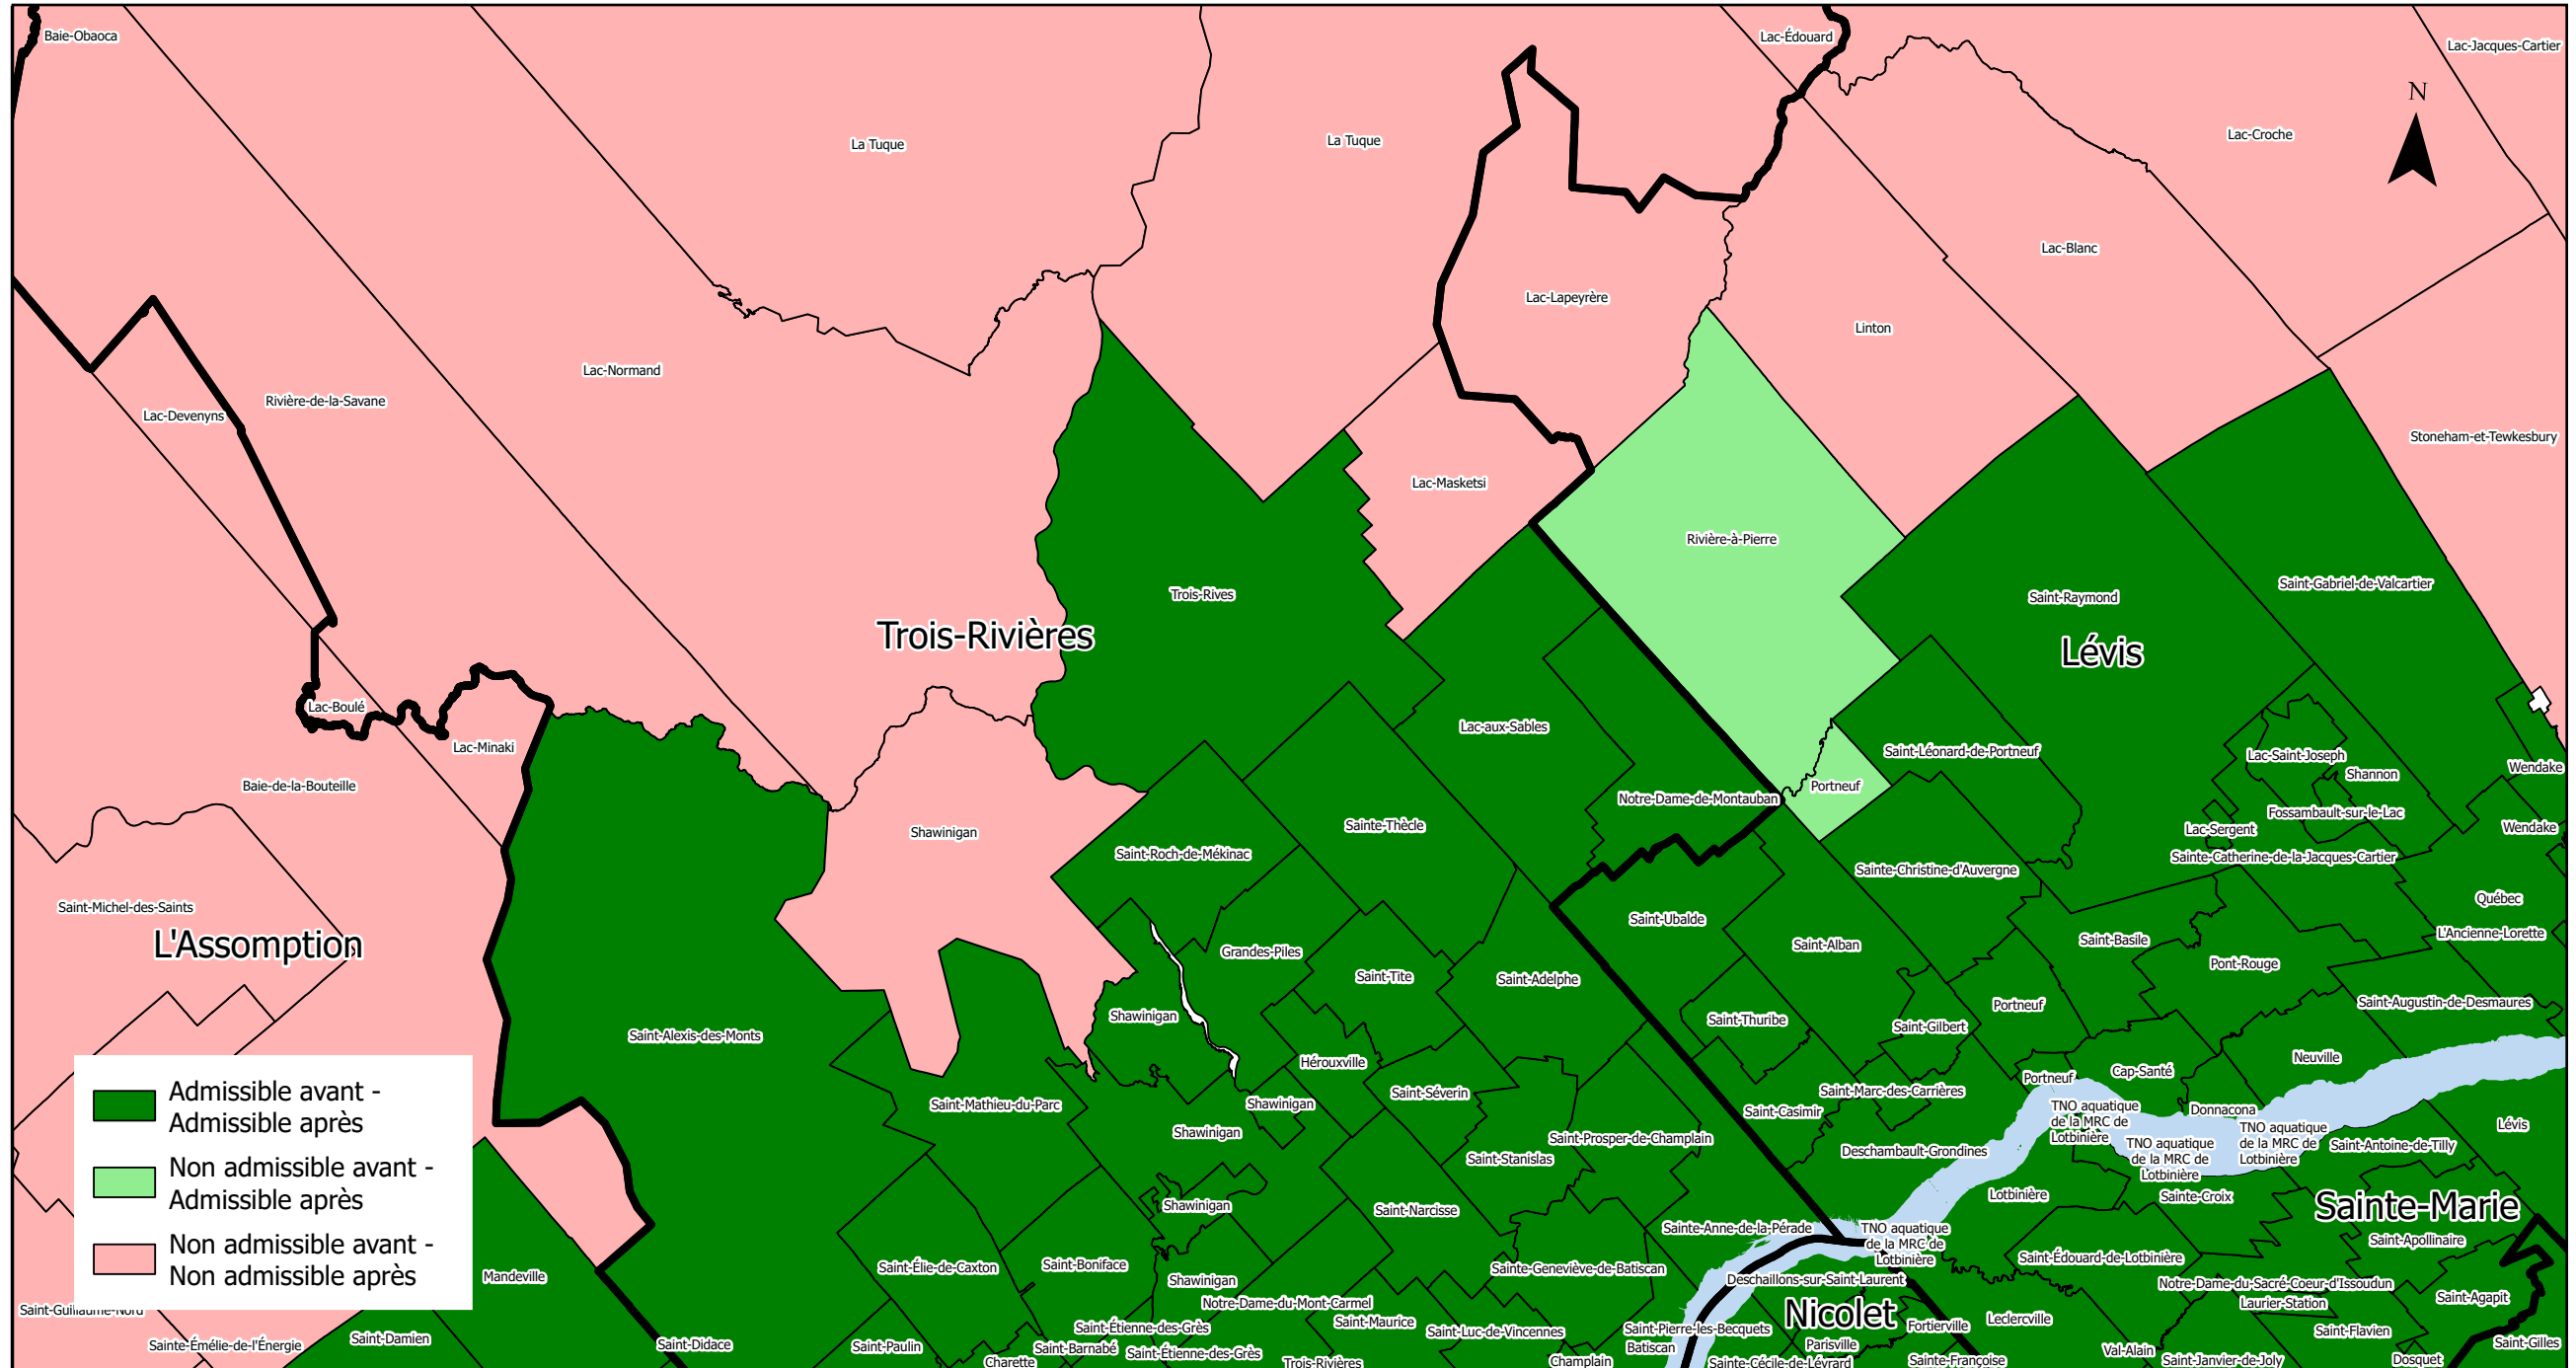 Baie-Obaoca
Lac-Édouard
Lac-Jacques-Cartier
N
La Tuque
La Tuque
Lac-Croche
Lac-Blanc
Lac-Lapeyrère
Linton
Lac-Normand
Rivière-de-la-Savane
Lac-Devenyns
Stoneham-et-Tewkesbury
Lac-Masketsi
Rivière-à-Pierre
Saint-Gabriel-de-Valcartier
Trois-Rives
Saint-Raymond
Trois-Rivières
Lévis
Lac-Boulé
Lac-aux-Sables
Lac-Minaki
Saint-Léonard-de-Portneuf
Lac-Saint-Joseph
Shannon
Wendake
Baie-de-la-Bouteille
Portneuf
Notre-Dame-de-Montauban
Fossambault-sur-le-Lac
Sainte-Thècle
Wendake
Lac-Sergent
Shawinigan
Saint-Roch-de-Mékinac
Sainte-Catherine-de-la-Jacques-Cartier
Sainte-Christine-d'Auvergne
Québec
Saint-Michel-des-Saints
Saint-Ubalde
L'Ancienne-Lorette
Saint-Basile
L'Assomption
Saint-Alban
Grandes-Piles
Pont-Rouge
Saint-Tite
Saint-Adelphe
Saint-Augustin-de-Desmaures
Portneuf
Shawinigan
Saint-Thuribe
Saint-Gilbert
Saint-Alexis-des-Monts
Neuville
Hérouxville
Cap-Santé
Portneuf
Saint-Marc-des-Carrières
Saint-Séverin
Admissible avant -
Admissible après
Saint-Mathieu-du-Parc
Shawinigan
TNO aquatique
de la MRC de
Lotbinière
Donnacona
Saint-Casimir
Lévis
TNO aquatique
de la MRC de
Lotbinière
Shawinigan
Saint-Prosper-de-Champlain
TNO aquatique
de la MRC de
Lotbinière
Saint-Antoine-de-Tilly
Deschambault-Grondines
Saint-Stanislas
Non admissible avant -
Admissible après
Lotbinière
Sainte-Croix
Shawinigan
Saint-Narcisse
Sainte-Marie
Sainte-Anne-de-la-Pérade
TNO aquatique
de la MRC de
Lotbinière
Saint-Apollinaire
Non admissible avant -
Non admissible après
Saint-Édouard-de-Lotbinière
Saint-Boniface
Saint-Élie-de-Caxton
Sainte-Geneviève-de-Batiscan
Mandeville
Shawinigan
Deschaillons-sur-Saint-Laurent
Notre-Dame-du-Sacré-Coeur-d'Issoudun
Saint-Agapit
Notre-Dame-du-Mont-Carmel
Laurier-Station
Saint-Guillaume-Nord
Nicolet
Leclercville
Saint-Maurice
Fortierville
Saint-Étienne-des-Grès
Saint-Pierre-les-Becquets
Saint-Luc-de-Vincennes
Saint-Flavien
Saint-Damien
Saint-Gilles
Sainte-Émélie-de-l'Énergie
Saint-Didace
Saint-Paulin
Saint-Barnabé
Batiscan
Parisville
Val-Alain
Saint-Étienne-des-Grès
Charette
Trois-Rivières
Champlain
Sainte-Cécile-de-Lévrard
Sainte-Françoise
Saint-Janvier-de-Joly
Dosquet